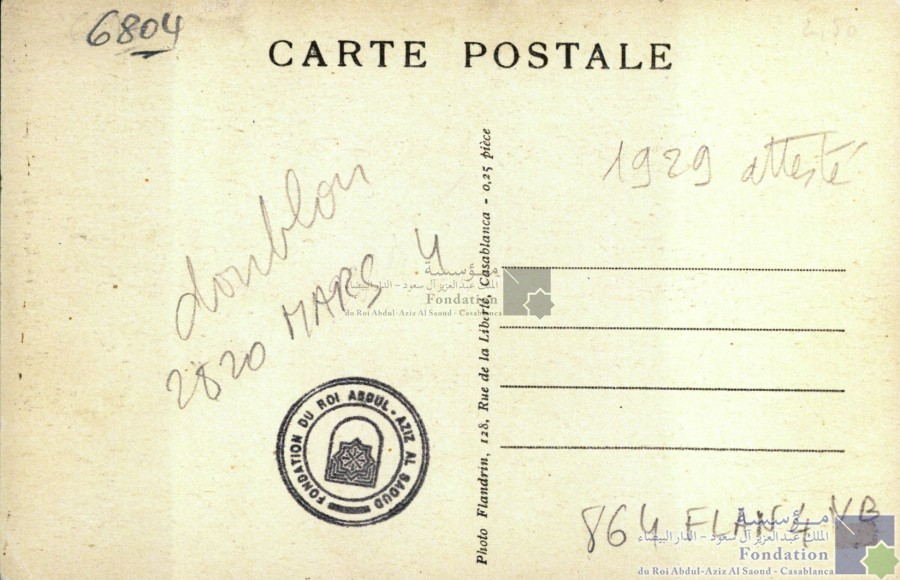 6804
CARTE POSTALE
1929 attesté
doublon
2820 MARS 4
Photo Flandrin, 128, Rue de la Liberté, Casablanca - 0,25 pièce
مؤسسة
الملك عبد العزيز آل سعود - الدار البيضاء
Fondation
du Roi Abdul-Aziz Al Saoud - Casablanca
FONDATION DU ROI ABDUL-AZIZ AL SAOUD
864 FLAN 4 VB
مؤسسة
الملك عبد العزيز آل سعود - الدار البيضاء
Fondation
du Roi Abdul-Aziz Al Saoud - Casablanca